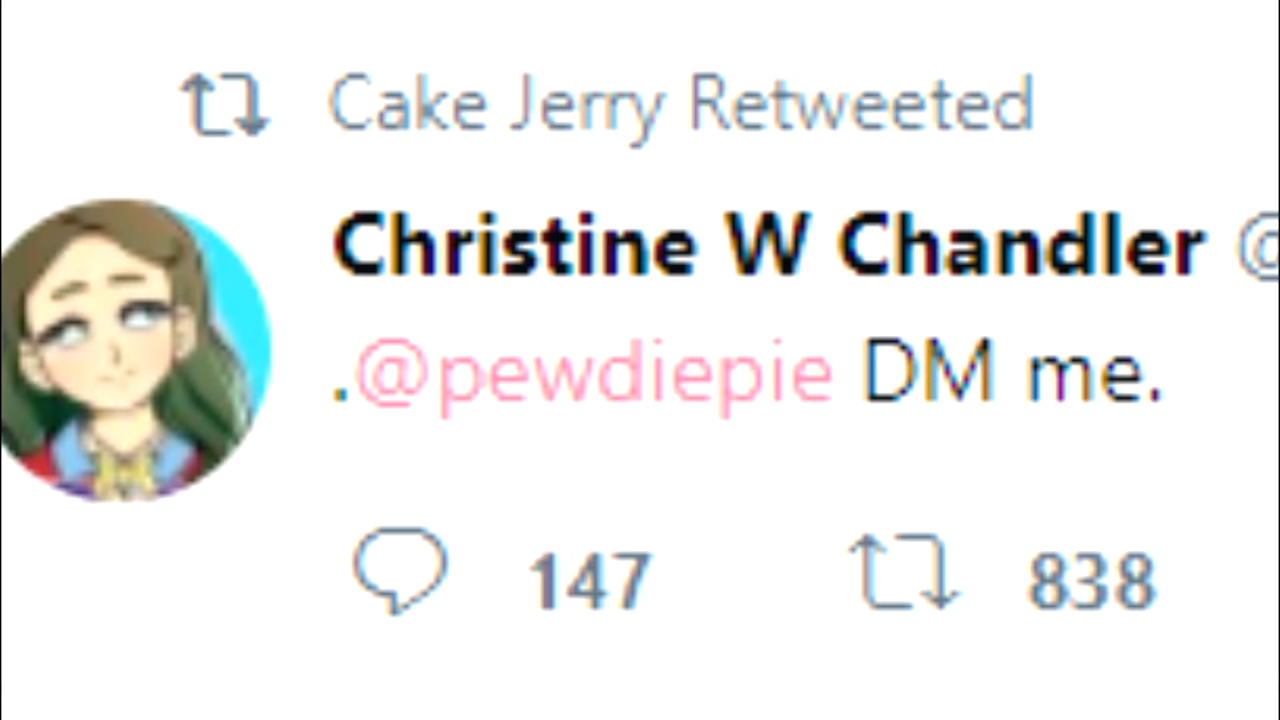 Cake Jerry Retweeted
Christine W Chandler @
.@pewdiepie DM me.
147 838